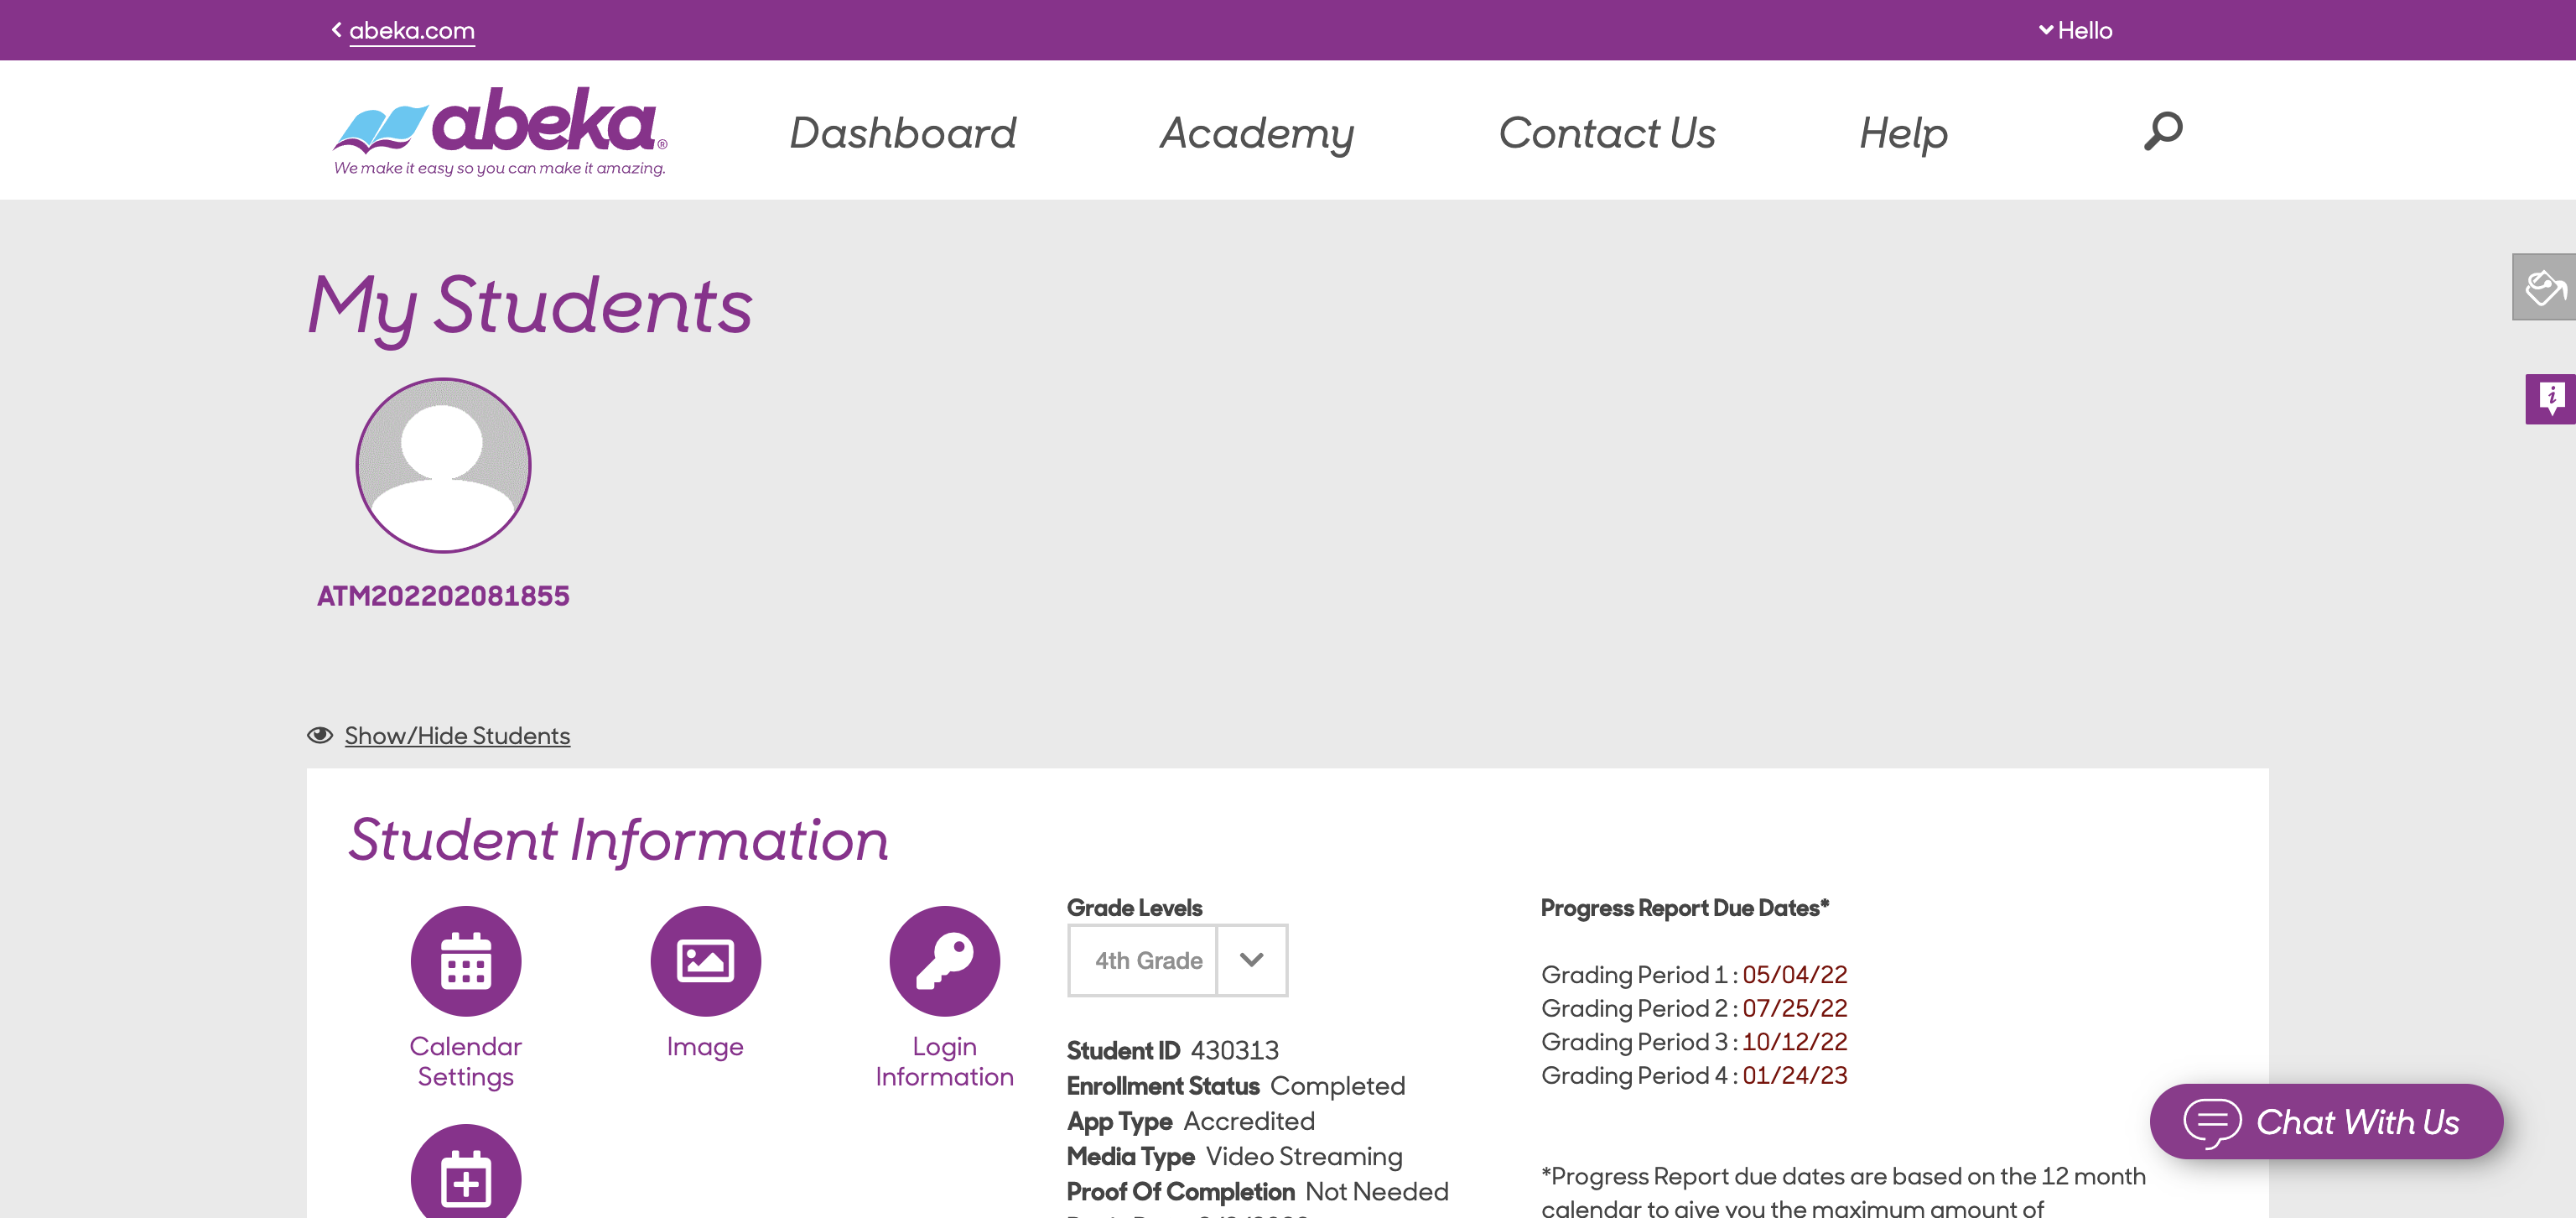 abeka.com
Hello
abeka®
We make it easy so you can make it amazing.
Dashboard
Academy
Contact Us
Help
My Students
ATM202202081855
Show/Hide Students
Student Information
Calendar
Settings
Image
Login
Information
Grade Levels
4th Grade
Student ID 430313
Enrollment Status Completed
App Type Accredited
Media Type Video Streaming
Proof Of Completion Not Needed
Progress Report Due Dates*
Grading Period 1 : 05/04/22
Grading Period 2 : 07/25/22
Grading Period 3 : 10/12/22
Grading Period 4 : 01/24/23
*Progress Report due dates are based on the 12 month
calendar to give you the maximum amount of
Chat With Us